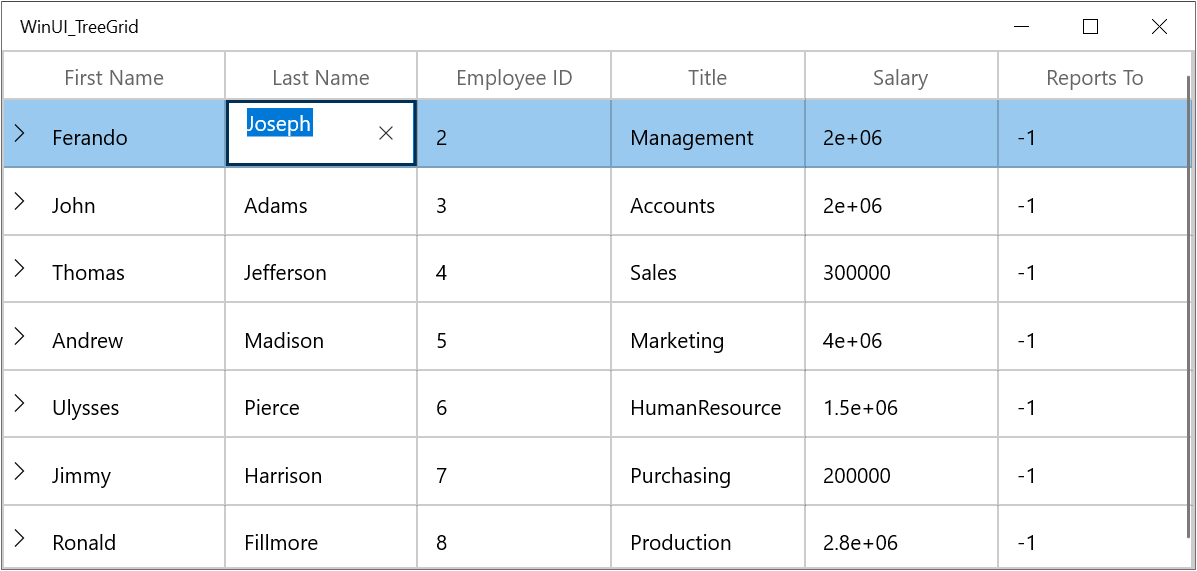 WinUI_TreeGrid
First Name Last Name Employee ID Title Salary Reports To
Ferando Joseph 2 Management 2e+06 -1
John Adams 3 Accounts 2e+06 -1
Thomas Jefferson 4 Sales 300000 -1
Andrew Madison 5 Marketing 4e+06 -1
Ulysses Pierce 6 HumanResource 1.5e+06 -1
Jimmy Harrison 7 Purchasing 200000 -1
Ronald Fillmore 8 Production 2.8e+06 -1